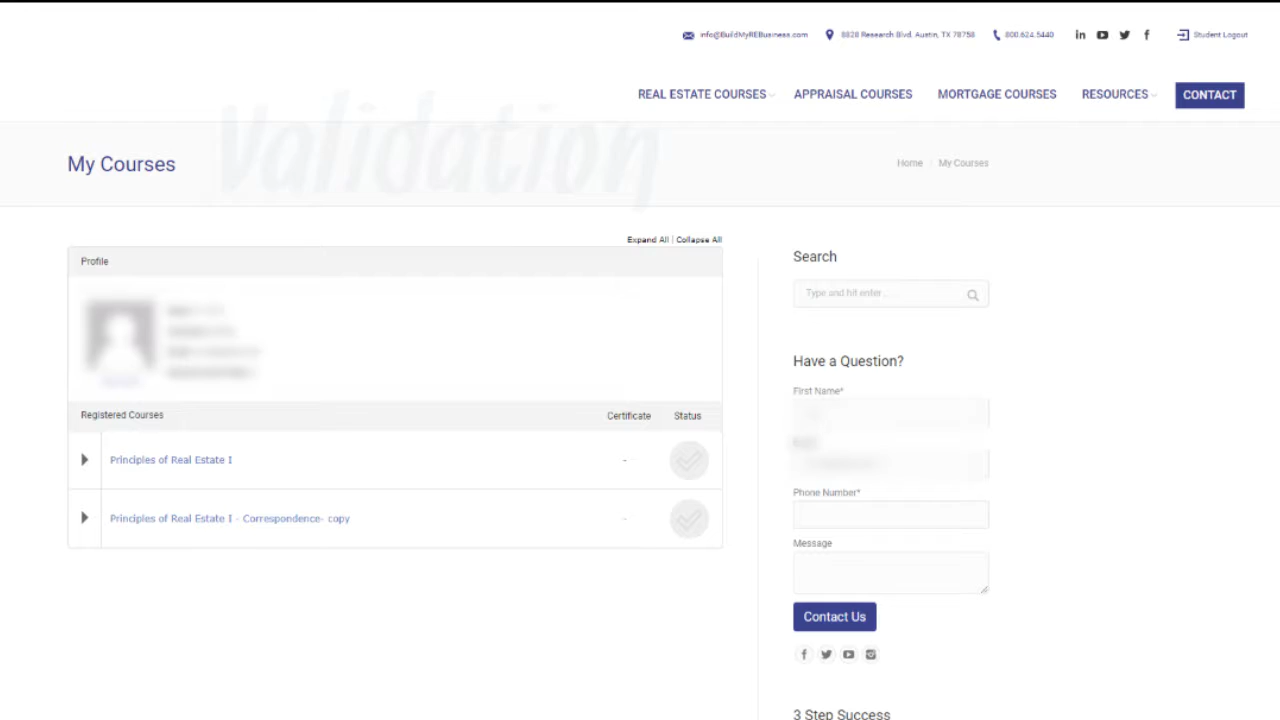 info@BuildMyREBusiness.com 8828 Research Blvd. Austin, TX 78758 800.624.5440 Student Logout
REAL ESTATE COURSES APPRAISAL COURSES MORTGAGE COURSES RESOURCES CONTACT
Validation
My Courses
Home My Courses
Expand All | Collapse All
Profile
Registered Courses Certificate Status
Principles of Real Estate I -
Principles of Real Estate I - Correspondence- copy -
Search
Type and hit enter ...
Have a Question?
First Name*
Phone Number*
Message
Contact Us
3 Step Success